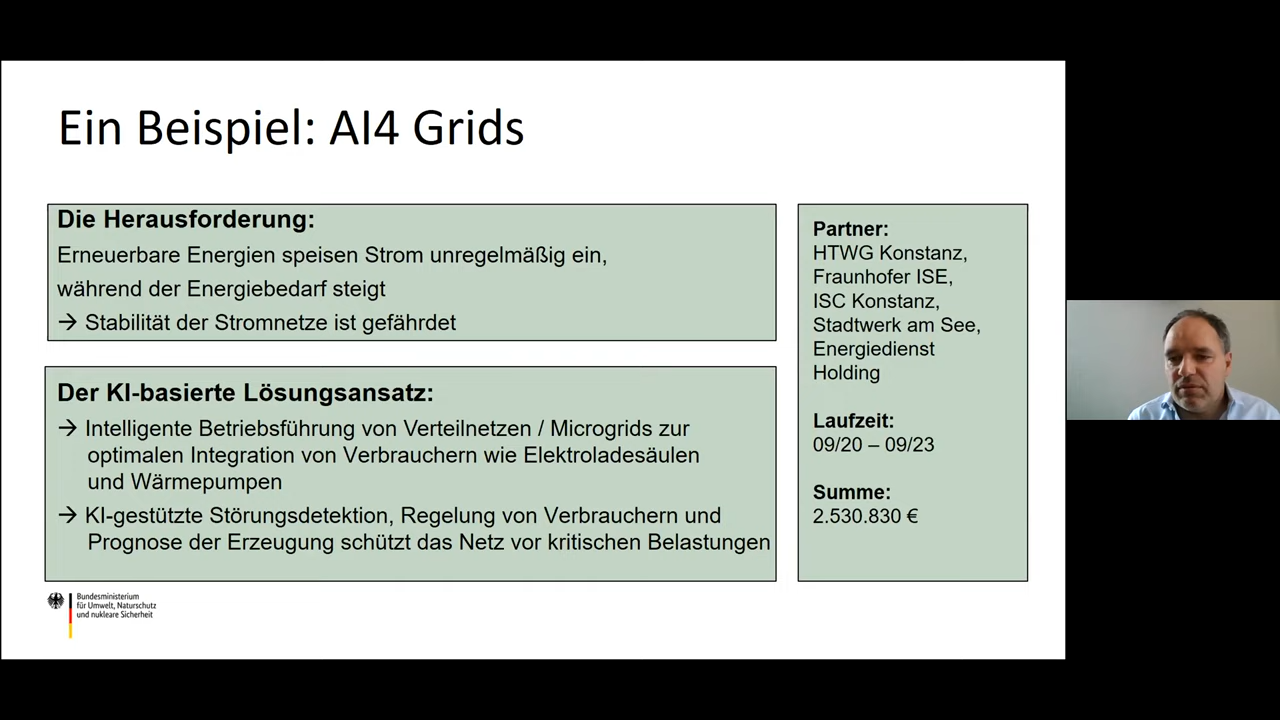 Ein Beispiel: AI4 Grids
Die Herausforderung:
Erneuerbare Energien speisen Strom unregelmäßig ein,
während der Energiebedarf steigt
→ Stabilität der Stromnetze ist gefährdet
Der KI-basierte Lösungsansatz:
→ Intelligente Betriebsführung von Verteilnetzen / Microgrids zur
optimalen Integration von Verbrauchern wie Elektroladesäulen
und Wärmepumpen
→ KI-gestützte Störungsdetektion, Regelung von Verbrauchern und
Prognose der Erzeugung schützt das Netz vor kritischen Belastungen
Partner:
HTWG Konstanz,
Fraunhofer ISE,
ISC Konstanz,
Stadtwerk am See,
Energiedienst
Holding
Laufzeit:
09/20 – 09/23
Summe:
2.530.830 €
Bundesministerium
für Umwelt, Naturschutz
und nukleare Sicherheit